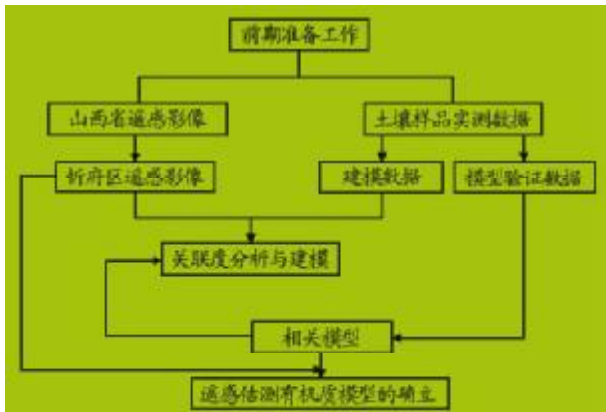 前期准备工作
山西省遥感影像
土壤样品实测数据
忻府区遥感影像
建模数据
模型验证数据
关联度分析与建模
相关模型
遥感估测有机质模型的确立